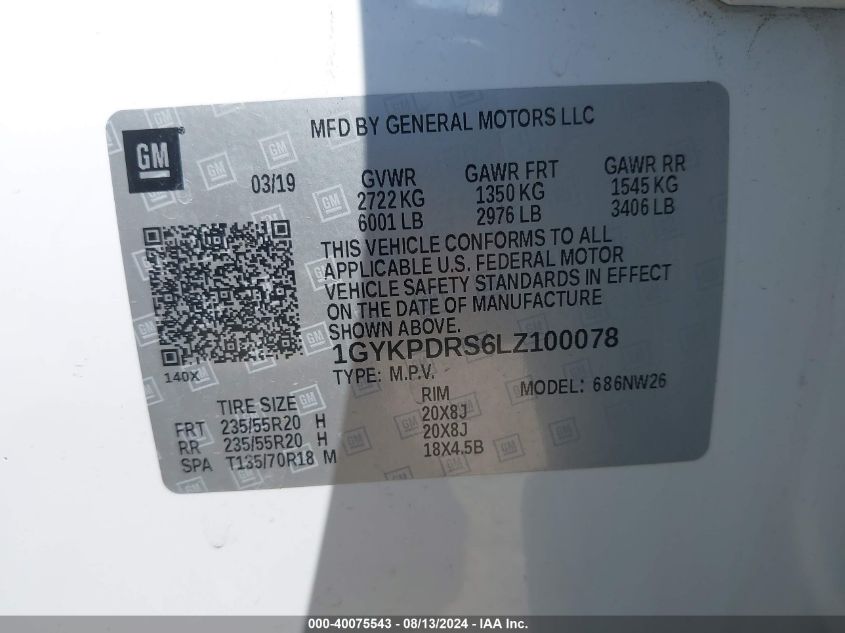 MFD BY GENERAL MOTORS LLC
GM
03/19
GVWR GAWR FRT GAWR RR
2722 KG 1350 KG 1545 KG
6001 LB 2976 LB 3406 LB
THIS VEHICLE CONFORMS TO ALL
APPLICABLE U.S. FEDERAL MOTOR
VEHICLE SAFETY STANDARDS IN EFFECT
ON THE DATE OF MANUFACTURE
SHOWN ABOVE.
1GYKPDRS6LZ100078
140X
TYPE: M.P.V. MODEL: 686NW26
TIRE SIZE RIM
FRT 235/55R20 H 20X8J
RR 235/55R20 H 20X8J
SPA T135/70R18 M 18X4.5B
000-40075543 - 08/13/2024 - IAA Inc.